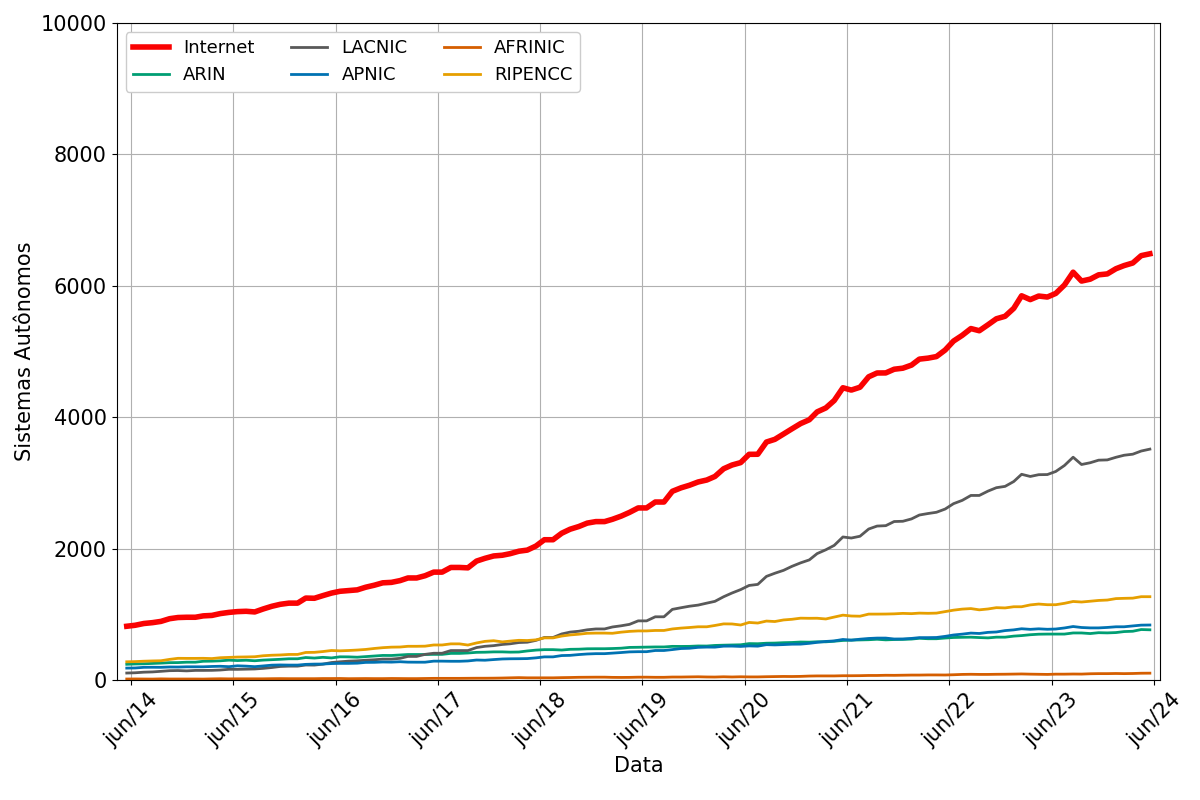 10000
8000
6000
4000
2000
0
Sistemas Autônomos
Internet LACNIC AFRINIC
ARIN APNIC RIPENCC
jun/14 jun/15 jun/16 jun/17 jun/18 jun/19 jun/20 jun/21 jun/22 jun/23 jun/24
Data